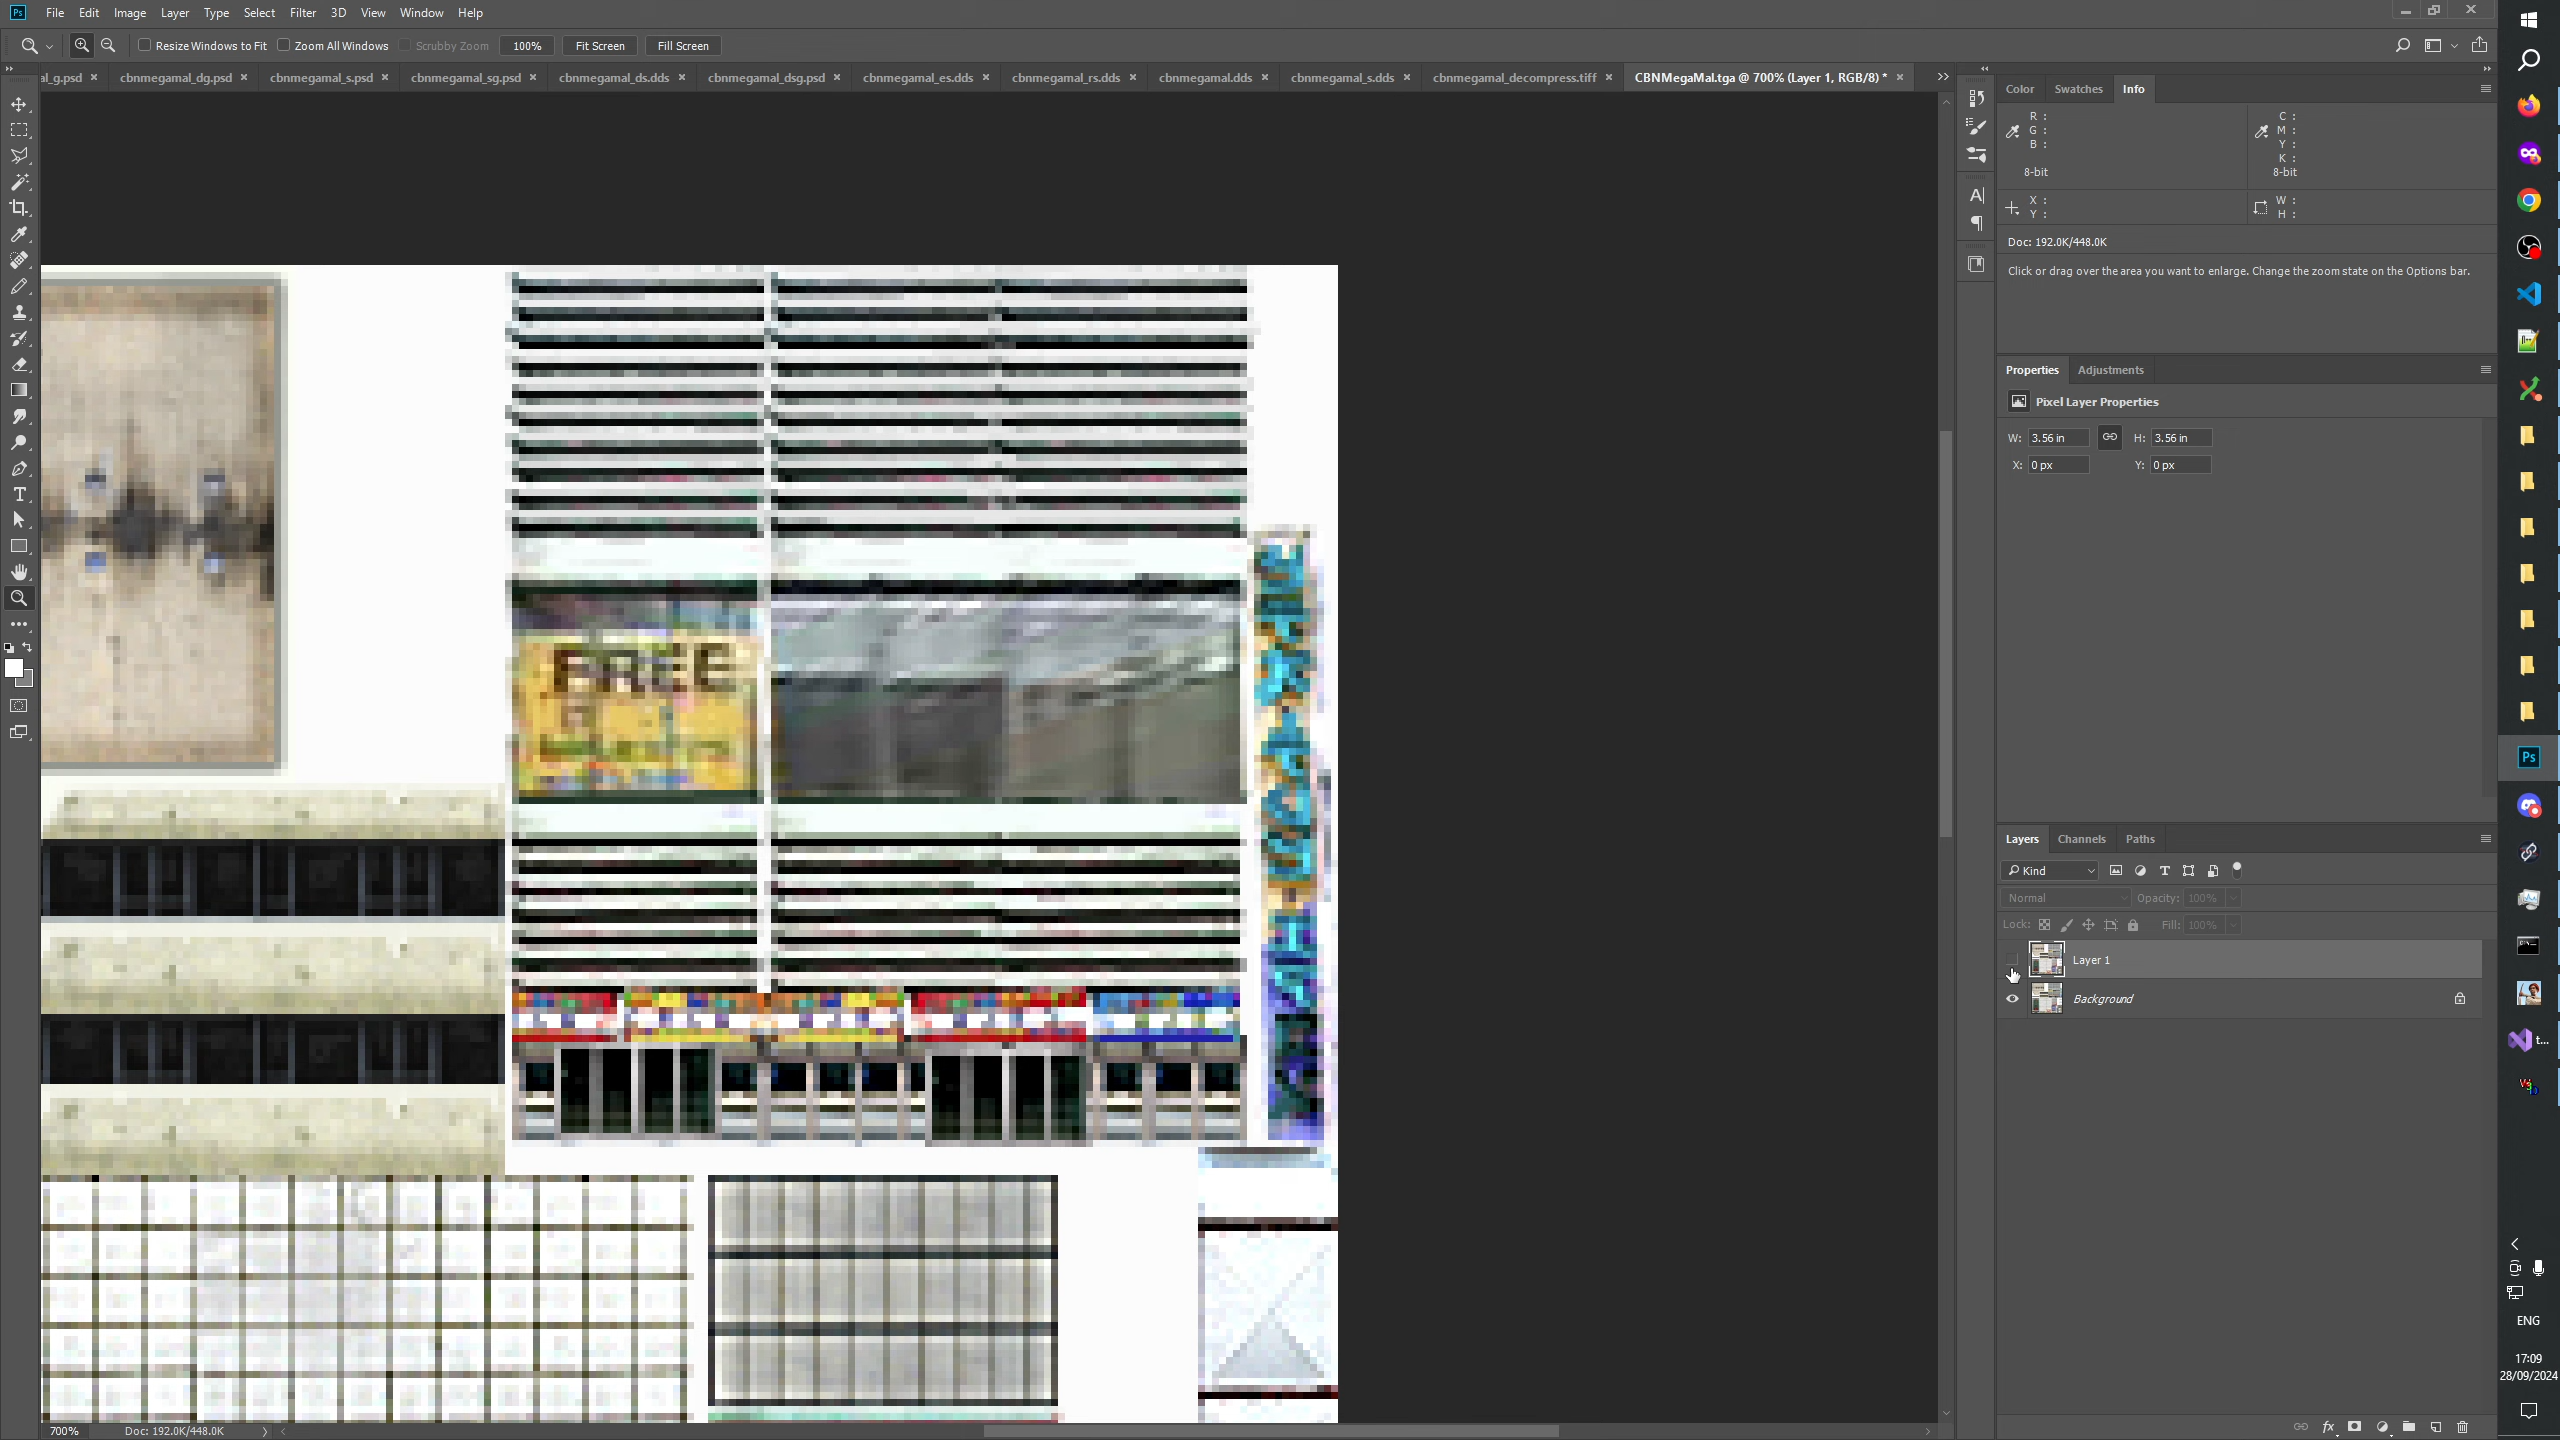 Ps File Edit Image Layer Type Select Filter 3D View Window Help
Resize Windows to Fit Zoom All Windows Scrubby Zoom 100% Fit Screen Fill Screen
al_g.psd × cbnmegamal_dg.psd × cbnmegamal_s.psd × cbnmegamal_sg.psd × cbnmegamal_ds.dds × cbnmegamal_dsg.psd × cbnmegamal_es.dds × cbnmegamal_rs.dds × cbnmegamal.dds × cbnmegamal_s.dds × cbnmegamal_decompress.tiff × CBNMegaMal.tga @ 700% (Layer 1, RGB/8) * ×
Color Swatches Info
R : C :
G : M :
B : Y :
K :
8-bit 8-bit
X : W :
Y : H :
Doc: 192.0K/448.0K
Click or drag over the area you want to enlarge. Change the zoom state on the Options bar.
Properties Adjustments
Pixel Layer Properties
W: 3.56 in H: 3.56 in
X: 0 px Y: 0 px
FREE
Layers Channels Paths
Kind
Normal Opacity: 100%
Lock: Fill: 100%
Layer 1
Background
Ps
t...
ENG
17:09
28/09/2024
700% Doc: 192.0K/448.0K